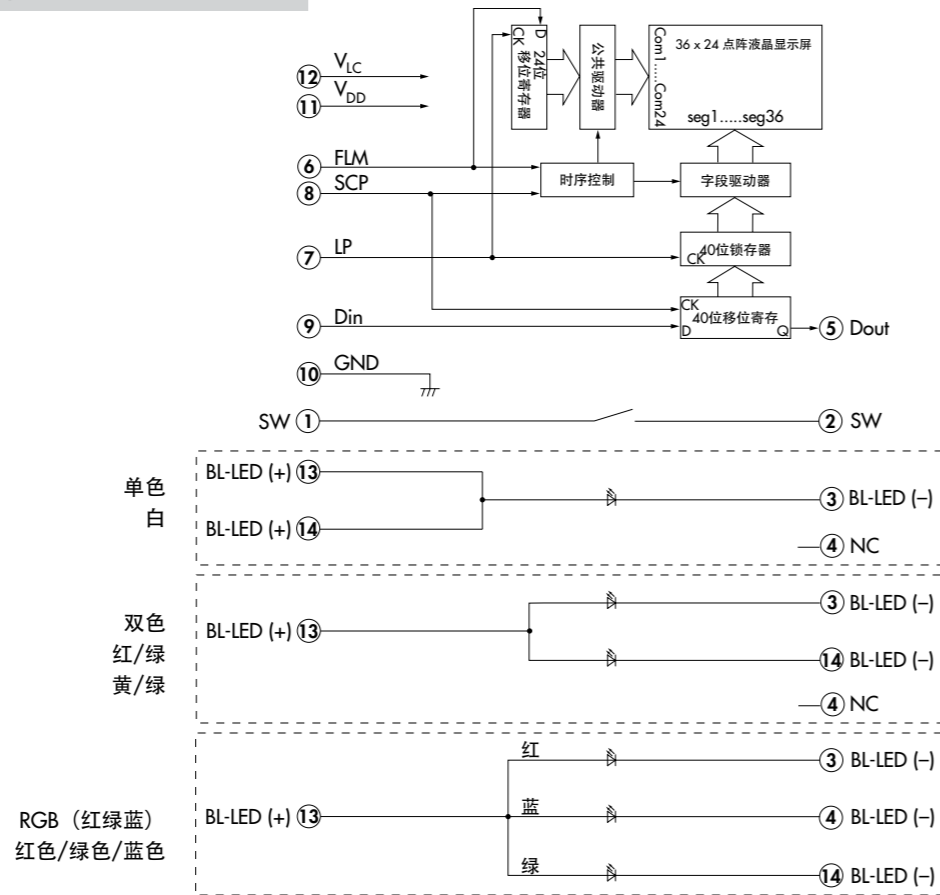 D
CK
24位
移位寄存器
公共驱动器
Com1.....Com24
36 x 24 点阵液晶显示屏
seg1.....seg36
12 VLC
11 VDD
6 FLM
8 SCP
时序控制
字段驱动器
7 LP
40位锁存器
CK
CK
40位移位寄存
9 Din
D
Q
5 Dout
10 GND
SW 1
2 SW
单色
白
BL-LED (+) 13
BL-LED (+) 14
3 BL-LED (–)
4 NC
双色
红/绿
黄/绿
BL-LED (+) 13
3 BL-LED (–)
14 BL-LED (–)
4 NC
RGB（红绿蓝）
红色/绿色/蓝色
BL-LED (+) 13
红
3 BL-LED (–)
蓝
4 BL-LED (–)
绿
14 BL-LED (–)